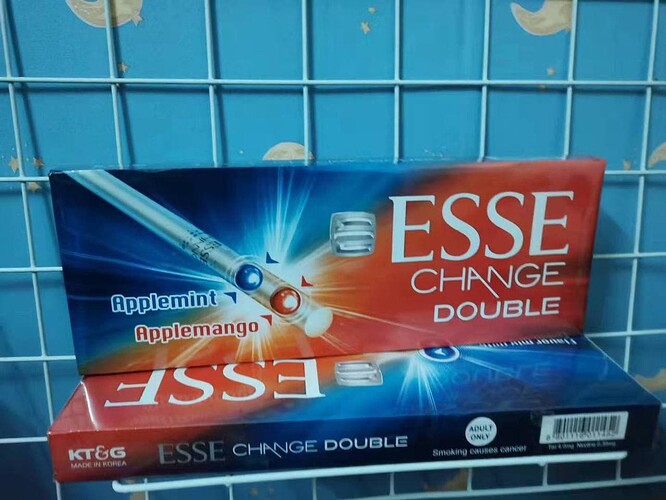 ESSE
CHANGE
DOUBLE
Applemint
Applemango
ESSE
KT&G
MADE IN KOREA
ESSE CHANGE DOUBLE
ADULT
ONLY
Smoking causes cancer